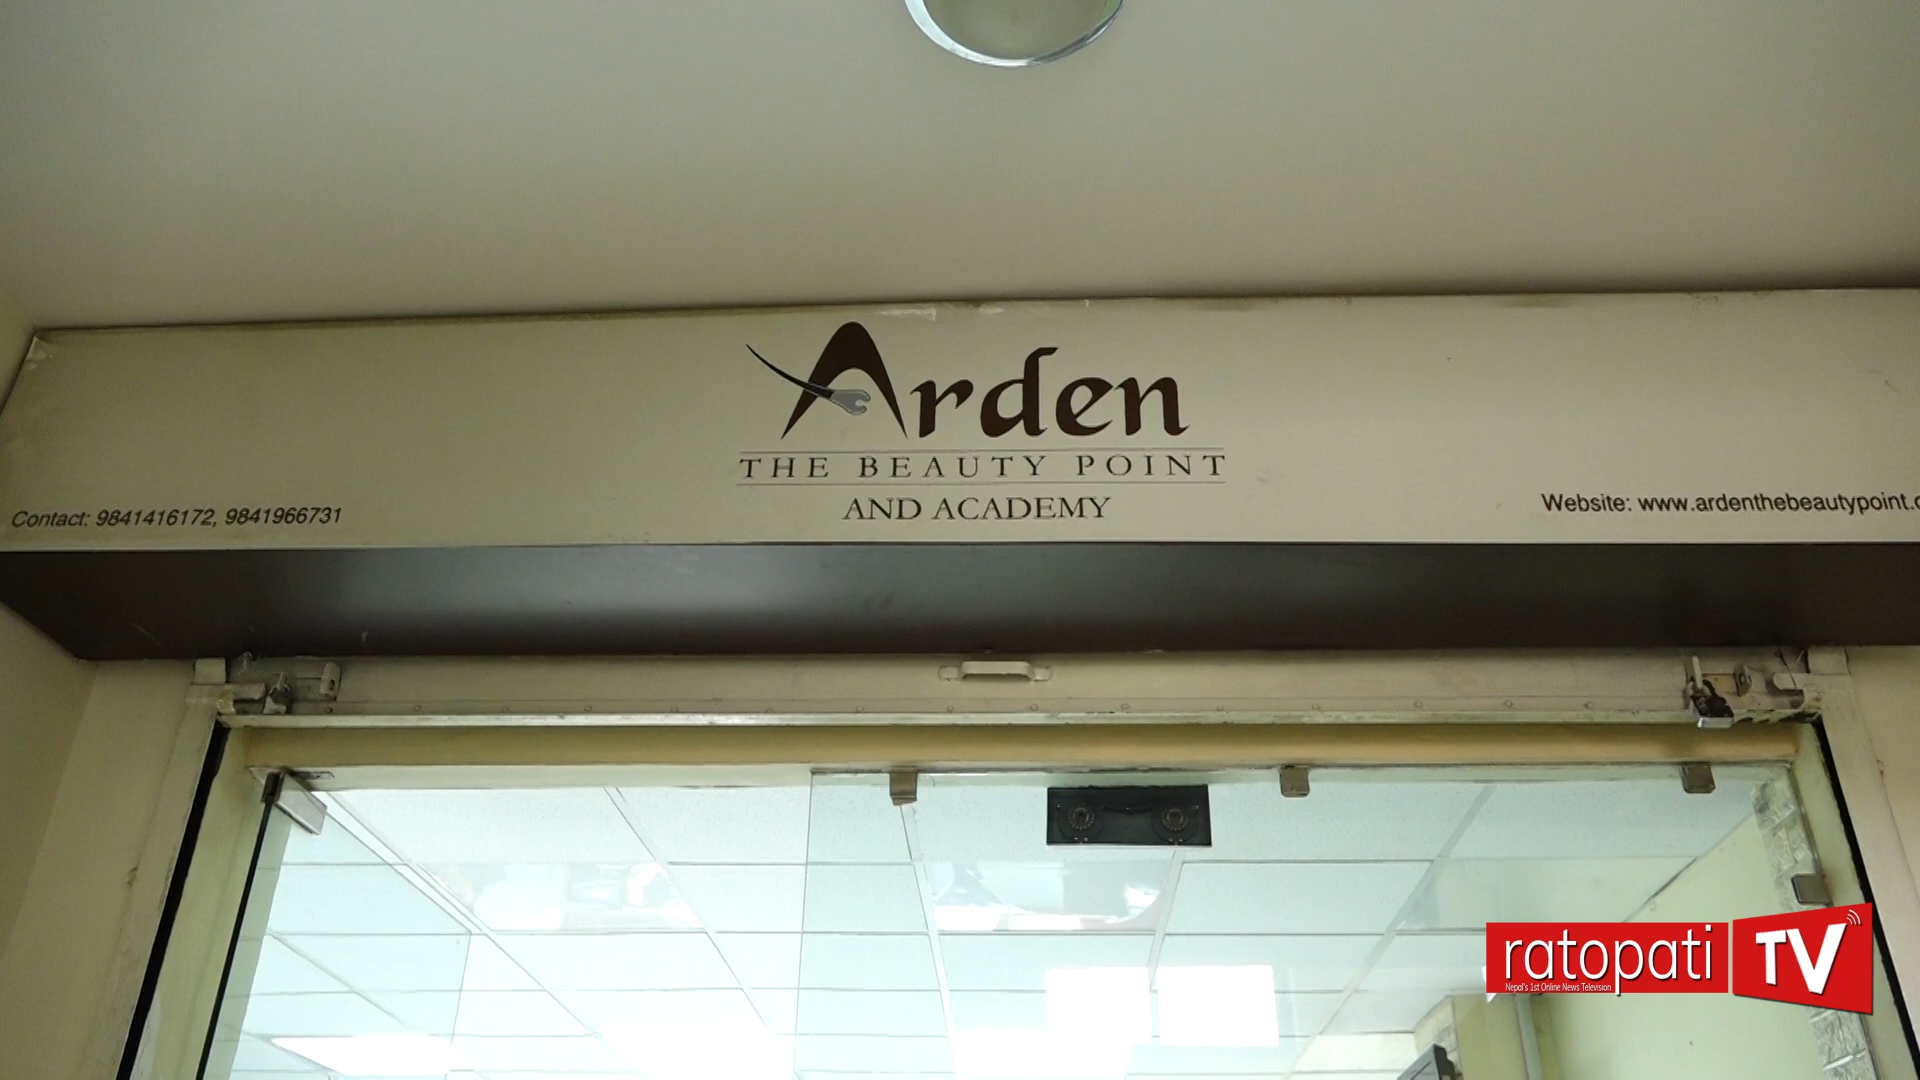 Arden
THE BEAUTY POINT
AND ACADEMY
Contact: 9841416172, 9841966731
Website: www.ardenthebeautypoint.c
ratopati TV
Nepal's 1st Online News Television